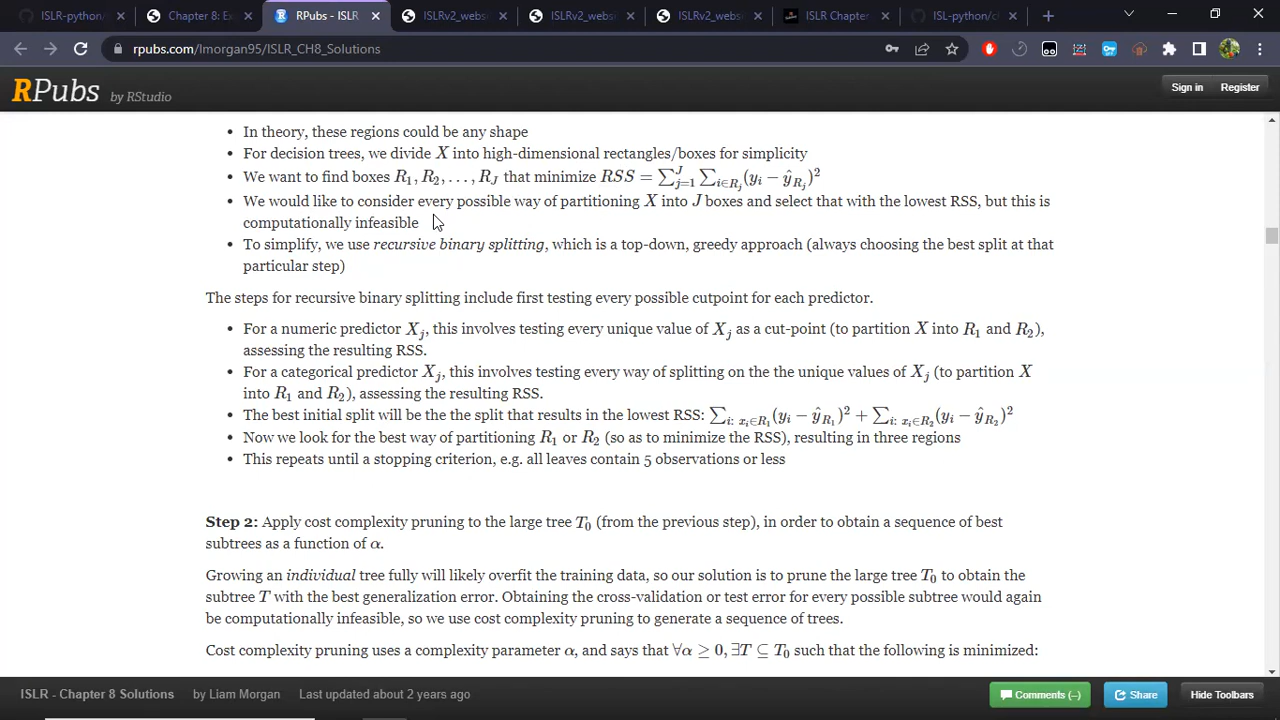 ISLR-python/
Chapter 8: Ex
RPubs - ISLR
ISLRv2_webs
ISLRv2_webs
ISLRv2_webs
ISLR Chapter
ISL-python/c
rpubs.com/lmorgan95/ISLR_CH8_Solutions
RPubs by RStudio
Sign in
Register
• In theory, these regions could be any shape
• For decision trees, we divide X into high-dimensional rectangles/boxes for simplicity
• We want to find boxes R₁, R₂, . . . , R_J that minimize RSS = ∑_{j=1}^{J} ∑_{i∈R_j} (y_i − ŷ_{R_j})²
• We would like to consider every possible way of partitioning X into J boxes and select that with the lowest RSS, but this is
computationally infeasible
• To simplify, we use recursive binary splitting, which is a top-down, greedy approach (always choosing the best split at that
particular step)
The steps for recursive binary splitting include first testing every possible cutpoint for each predictor.
• For a numeric predictor X_j, this involves testing every unique value of X_j as a cut-point (to partition X into R₁ and R₂),
assessing the resulting RSS.
• For a categorical predictor X_j, this involves testing every way of splitting on the the unique values of X_j (to partition X
into R₁ and R₂), assessing the resulting RSS.
• The best initial split will be the the split that results in the lowest RSS: ∑_{i: x_i∈R₁} (y_i − ŷ_{R₁})² + ∑_{i: x_i∈R₂} (y_i − ŷ_{R₂})²
• Now we look for the best way of partitioning R₁ or R₂ (so as to minimize the RSS), resulting in three regions
• This repeats until a stopping criterion, e.g. all leaves contain 5 observations or less
Step 2: Apply cost complexity pruning to the large tree T₀ (from the previous step), in order to obtain a sequence of best
subtrees as a function of α.
Growing an individual tree fully will likely overfit the training data, so our solution is to prune the large tree T₀ to obtain the
subtree T with the best generalization error. Obtaining the cross-validation or test error for every possible subtree would again
be computationally infeasible, so we use cost complexity pruning to generate a sequence of trees.
Cost complexity pruning uses a complexity parameter α, and says that ∀α ≥ 0, ∃T ⊆ T₀ such that the following is minimized:
ISLR - Chapter 8 Solutions
by Liam Morgan
Last updated about 2 years ago
Comments (–)
Share
Hide Toolbars